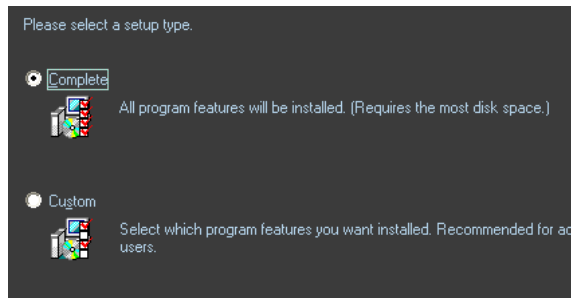 Please select a setup type.
Complete
All program features will be installed. (Requires the most disk space.)
Custom
Select which program features you want installed. Recommended for
users.